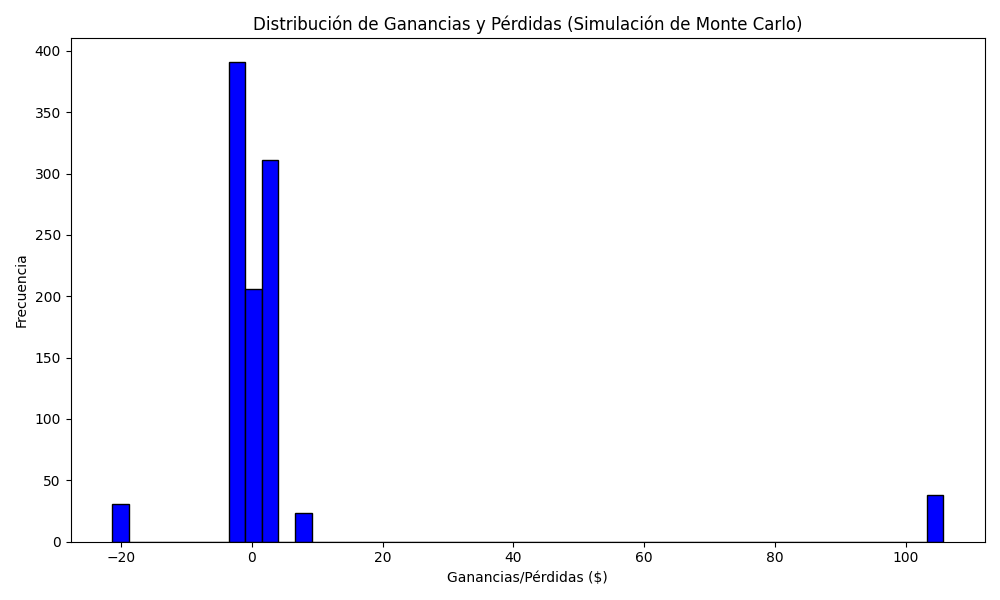 Distribución de Ganancias y Pérdidas (Simulación de Monte Carlo)
400
350
300
250
200
150
100
50
0
Frecuencia
−20 0 20 40 60 80 100
Ganancias/Pérdidas ($)